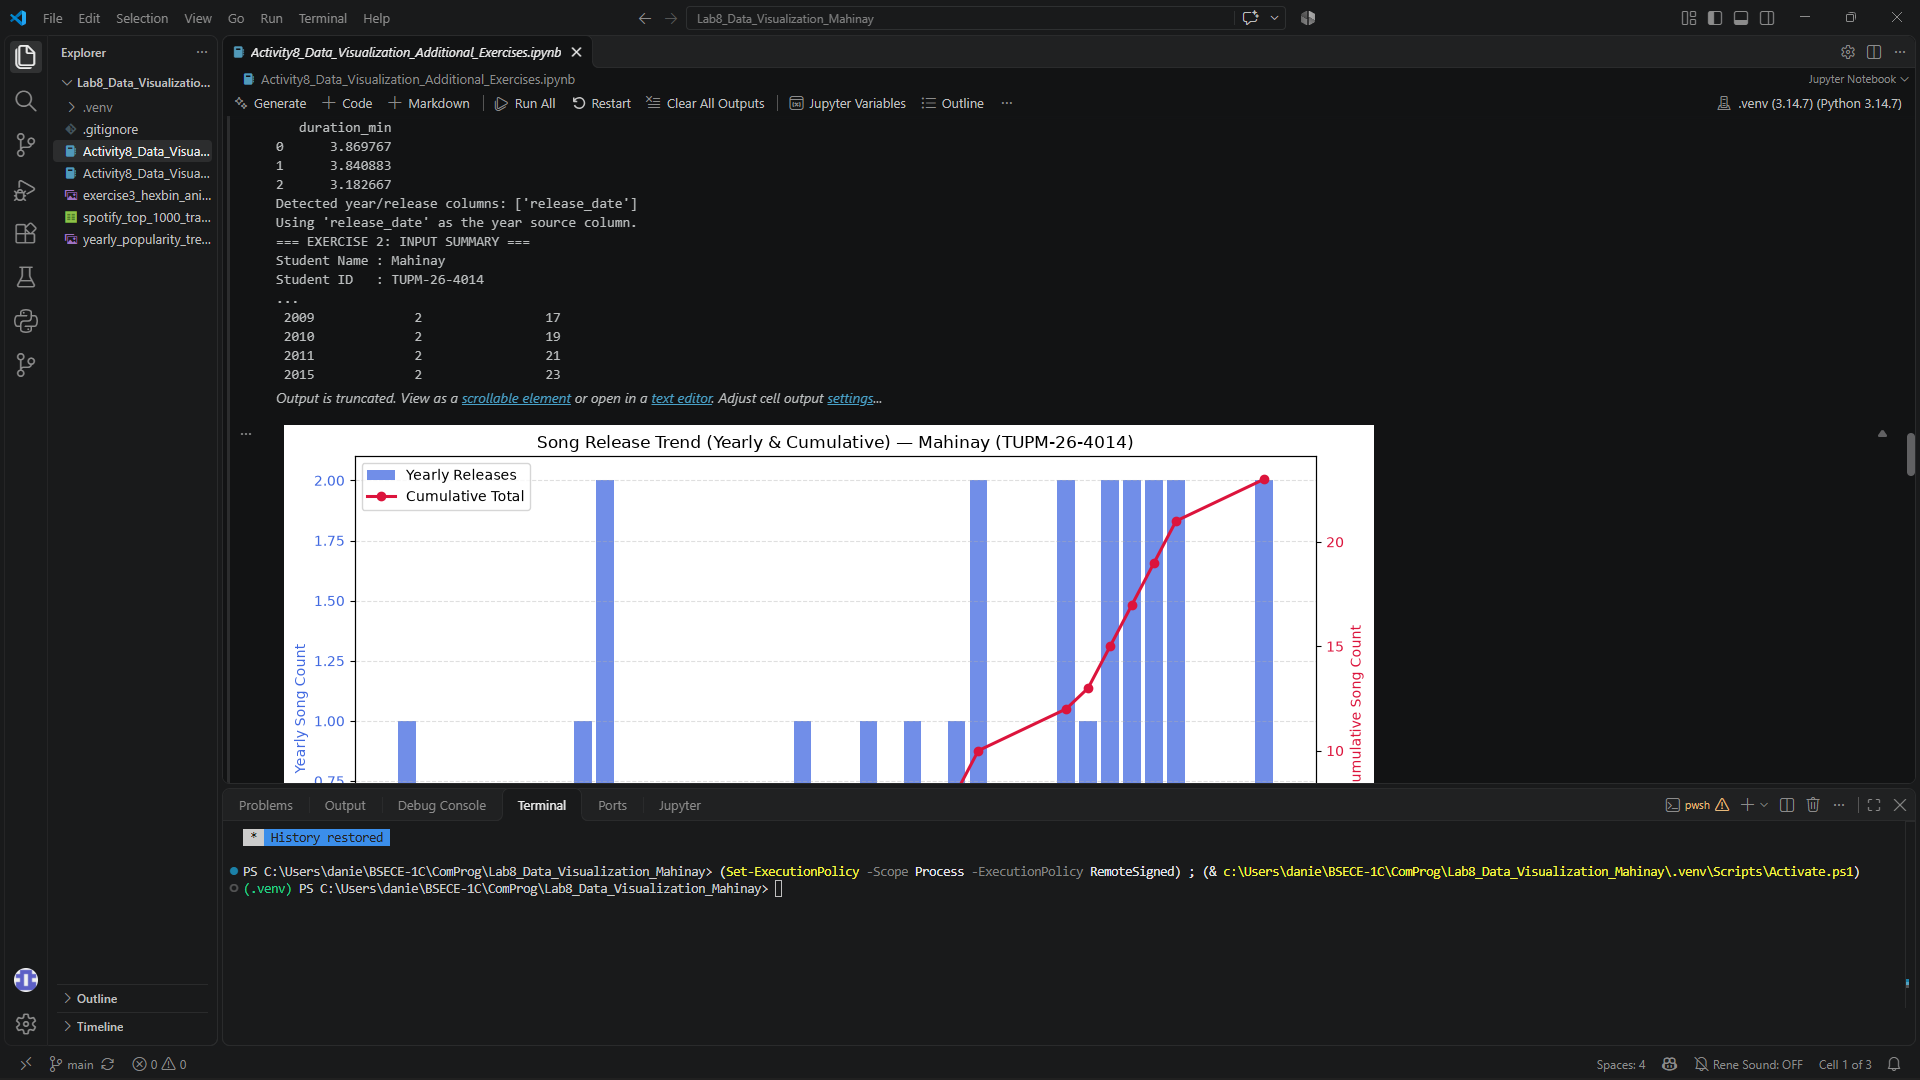 File Edit Selection View Go Run Terminal Help
Lab8_Data_Visualization_Mahinay
Explorer
Lab8_Data_Visualizatio...
.venv
.gitignore
Activity8_Data_Visua...
Activity8_Data_Visua...
exercise3_hexbin_ani...
spotify_top_1000_tra...
yearly_popularity_tre...
Outline
Timeline
Activity8_Data_Visualization_Additional_Exercises.ipynb
Activity8_Data_Visualization_Additional_Exercises.ipynb
Jupyter Notebook
Generate + Code + Markdown Run All Restart Clear All Outputs Jupyter Variables Outline ...
.venv (3.14.7) (Python 3.14.7)
duration_min
0 3.869767
1 3.840883
2 3.182667
Detected year/release columns: ['release_date']
Using 'release_date' as the year source column.
=== EXERCISE 2: INPUT SUMMARY ===
Student Name : Mahinay
Student ID : TUPM-26-4014
...
2009 2 17
2010 2 19
2011 2 21
2015 2 23
Output is truncated. View as a scrollable element or open in a text editor. Adjust cell output settings...
Song Release Trend (Yearly & Cumulative) — Mahinay (TUPM-26-4014)
Yearly Releases
Cumulative Total
2.00
1.75
1.50
1.25
1.00
0.75
Yearly Song Count
20
15
10
umulative Song Count
Problems Output Debug Console Terminal Ports Jupyter
pwsh
* History restored
PS C:\Users\danie\BSECE-1C\ComProg\Lab8_Data_Visualization_Mahinay> (Set-ExecutionPolicy -Scope Process -ExecutionPolicy RemoteSigned) ; (& c:\Users\danie\BSECE-1C\ComProg\Lab8_Data_Visualization_Mahinay\.venv\Scripts\Activate.ps1)
(.venv) PS C:\Users\danie\BSECE-1C\ComProg\Lab8_Data_Visualization_Mahinay>
main 0 0
Spaces: 4 Rene Sound: OFF Cell 1 of 3